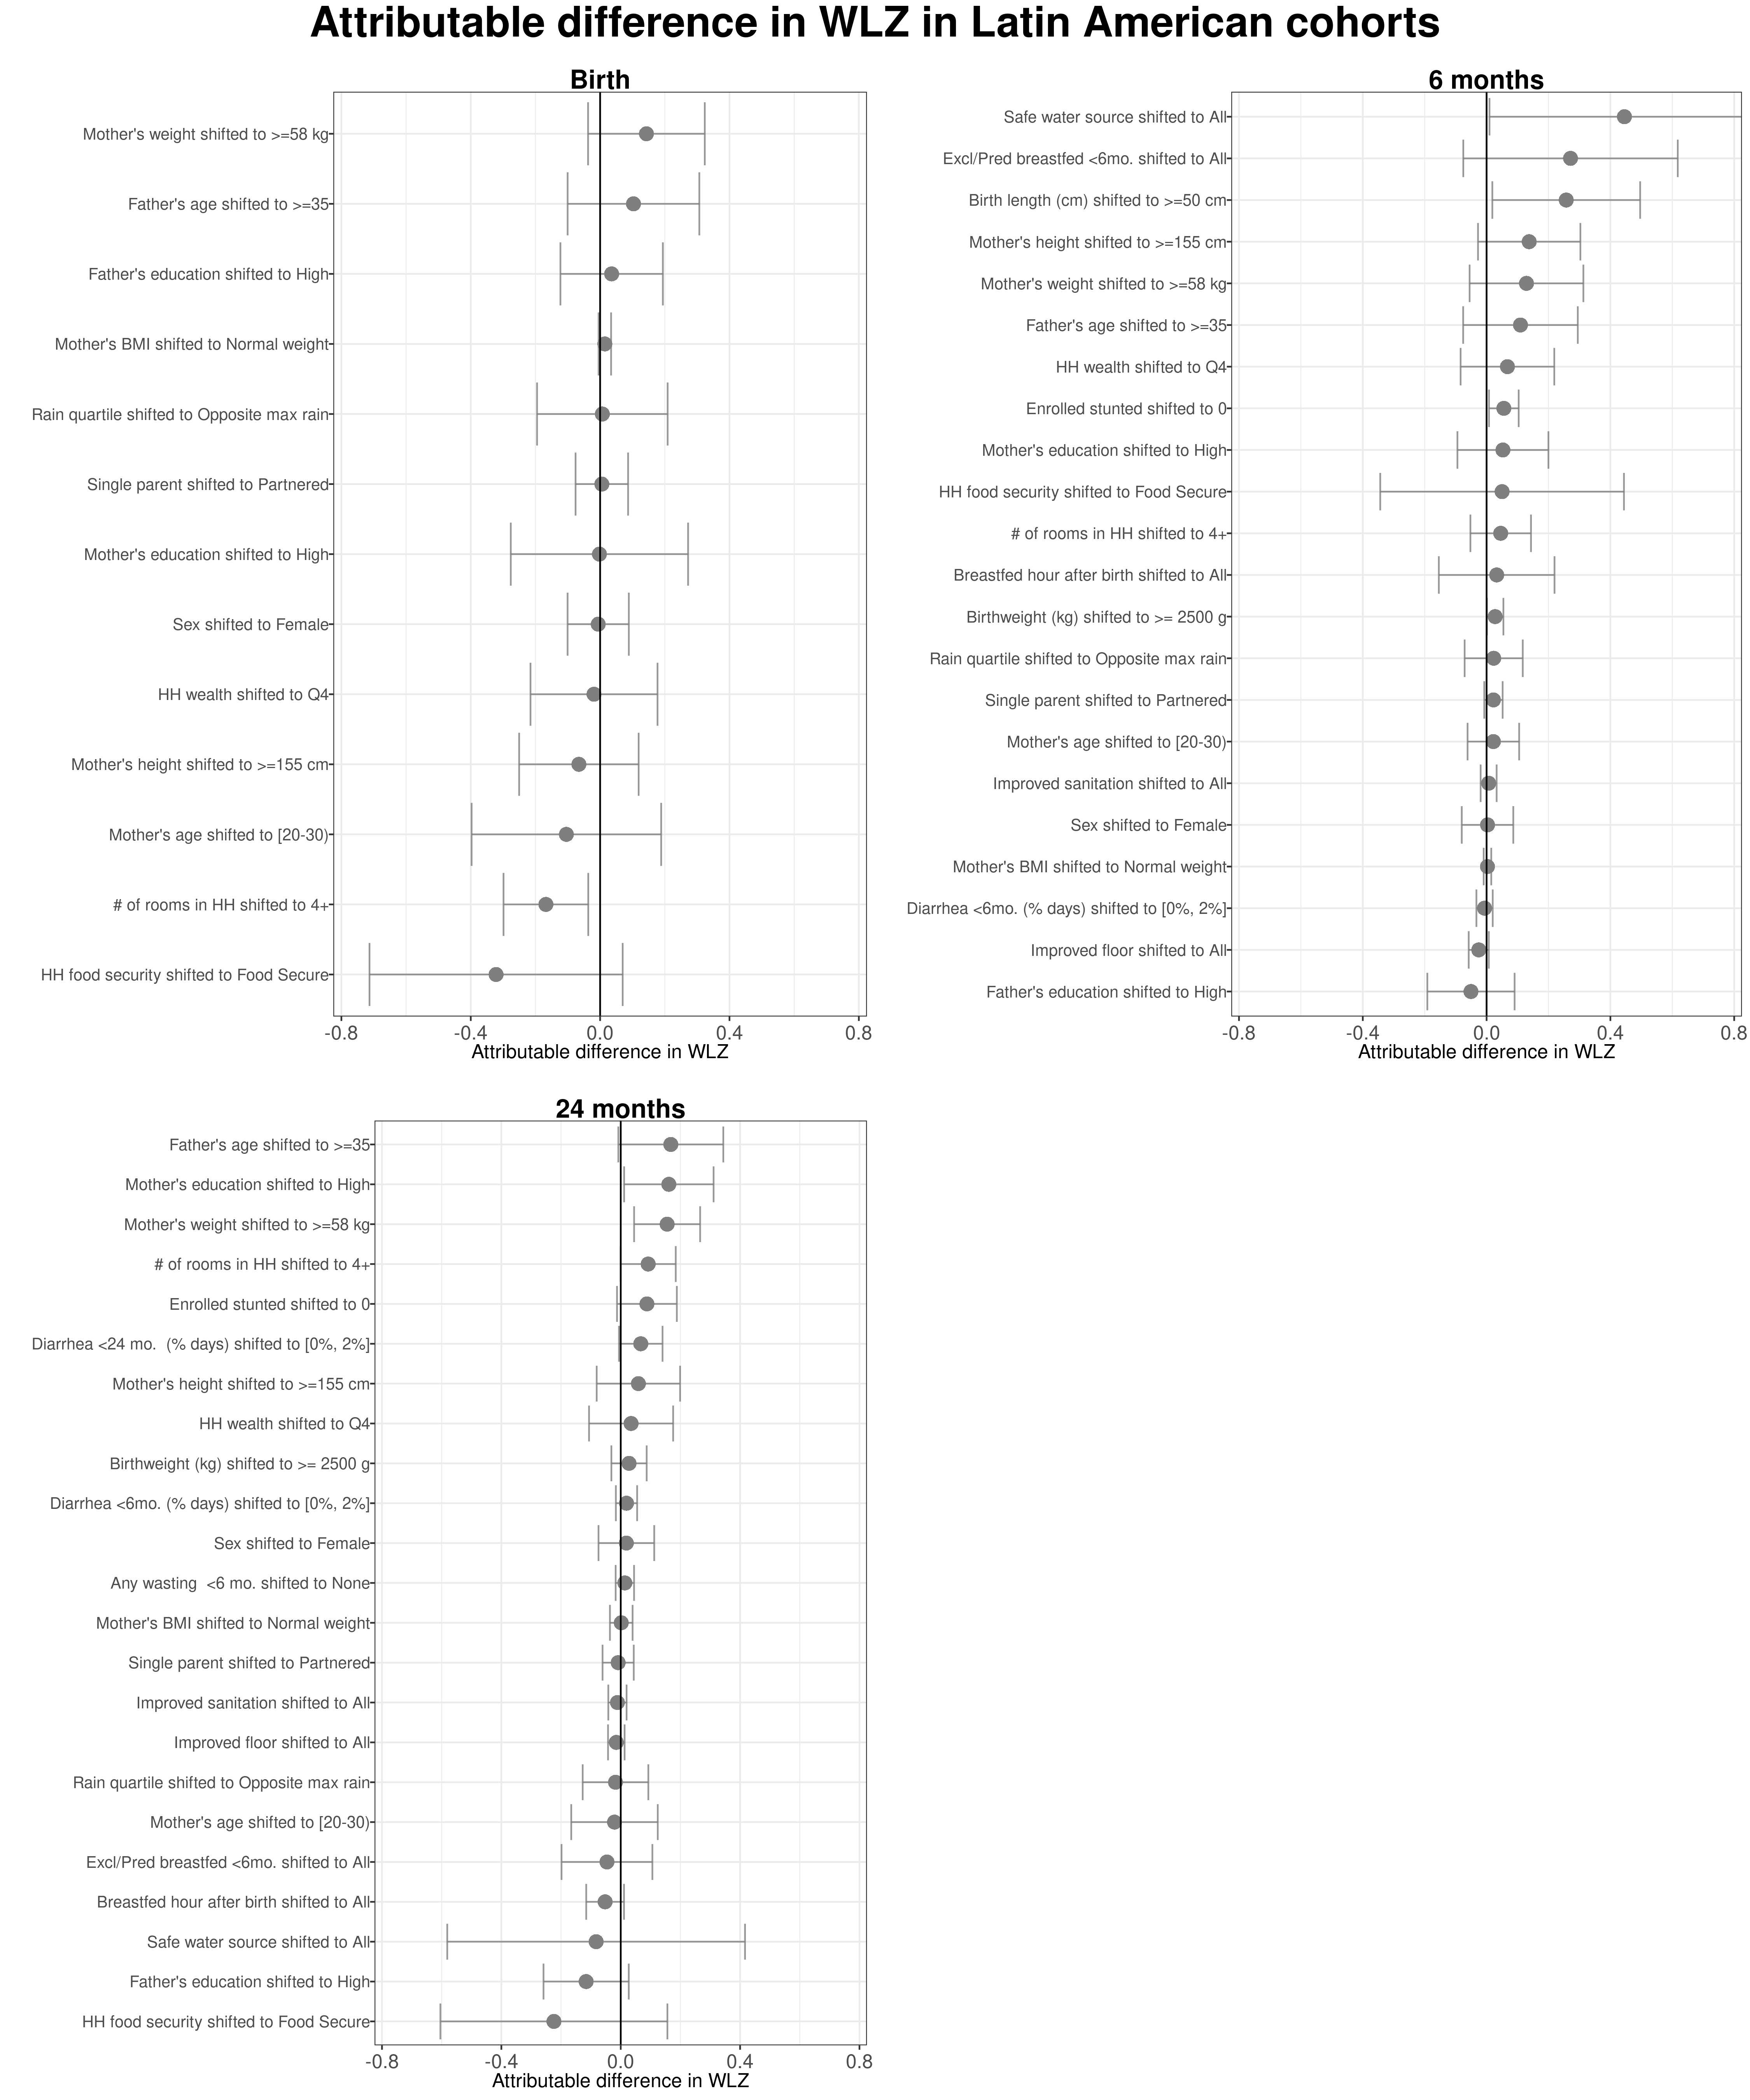 Attributable difference in WLZ in Latin American cohorts
Birth
Mother's weight shifted to >=58 kg
Father's age shifted to >=35
Father's education shifted to High
Mother's BMI shifted to Normal weight
Rain quartile shifted to Opposite max rain
Single parent shifted to Partnered
Mother's education shifted to High
Sex shifted to Female
HH wealth shifted to Q4
Mother's height shifted to >=155 cm
Mother's age shifted to [20-30)
# of rooms in HH shifted to 4+
HH food security shifted to Food Secure
-0.8 -0.4 0.0 0.4 0.8
Attributable difference in WLZ
6 months
Safe water source shifted to All
Excl/Pred breastfed <6mo. shifted to All
Birth length (cm) shifted to >=50 cm
Mother's height shifted to >=155 cm
Mother's weight shifted to >=58 kg
Father's age shifted to >=35
HH wealth shifted to Q4
Enrolled stunted shifted to 0
Mother's education shifted to High
HH food security shifted to Food Secure
# of rooms in HH shifted to 4+
Breastfed hour after birth shifted to All
Birthweight (kg) shifted to >= 2500 g
Rain quartile shifted to Opposite max rain
Single parent shifted to Partnered
Mother's age shifted to [20-30)
Improved sanitation shifted to All
Sex shifted to Female
Mother's BMI shifted to Normal weight
Diarrhea <6mo. (% days) shifted to [0%, 2%]
Improved floor shifted to All
Father's education shifted to High
-0.8 -0.4 0.0 0.4 0.8
Attributable difference in WLZ
24 months
Father's age shifted to >=35
Mother's education shifted to High
Mother's weight shifted to >=58 kg
# of rooms in HH shifted to 4+
Enrolled stunted shifted to 0
Diarrhea <24 mo.  (% days) shifted to [0%, 2%]
Mother's height shifted to >=155 cm
HH wealth shifted to Q4
Birthweight (kg) shifted to >= 2500 g
Diarrhea <6mo. (% days) shifted to [0%, 2%]
Sex shifted to Female
Any wasting  <6 mo. shifted to None
Mother's BMI shifted to Normal weight
Single parent shifted to Partnered
Improved sanitation shifted to All
Improved floor shifted to All
Rain quartile shifted to Opposite max rain
Mother's age shifted to [20-30)
Excl/Pred breastfed <6mo. shifted to All
Breastfed hour after birth shifted to All
Safe water source shifted to All
Father's education shifted to High
HH food security shifted to Food Secure
-0.8 -0.4 0.0 0.4 0.8
Attributable difference in WLZ